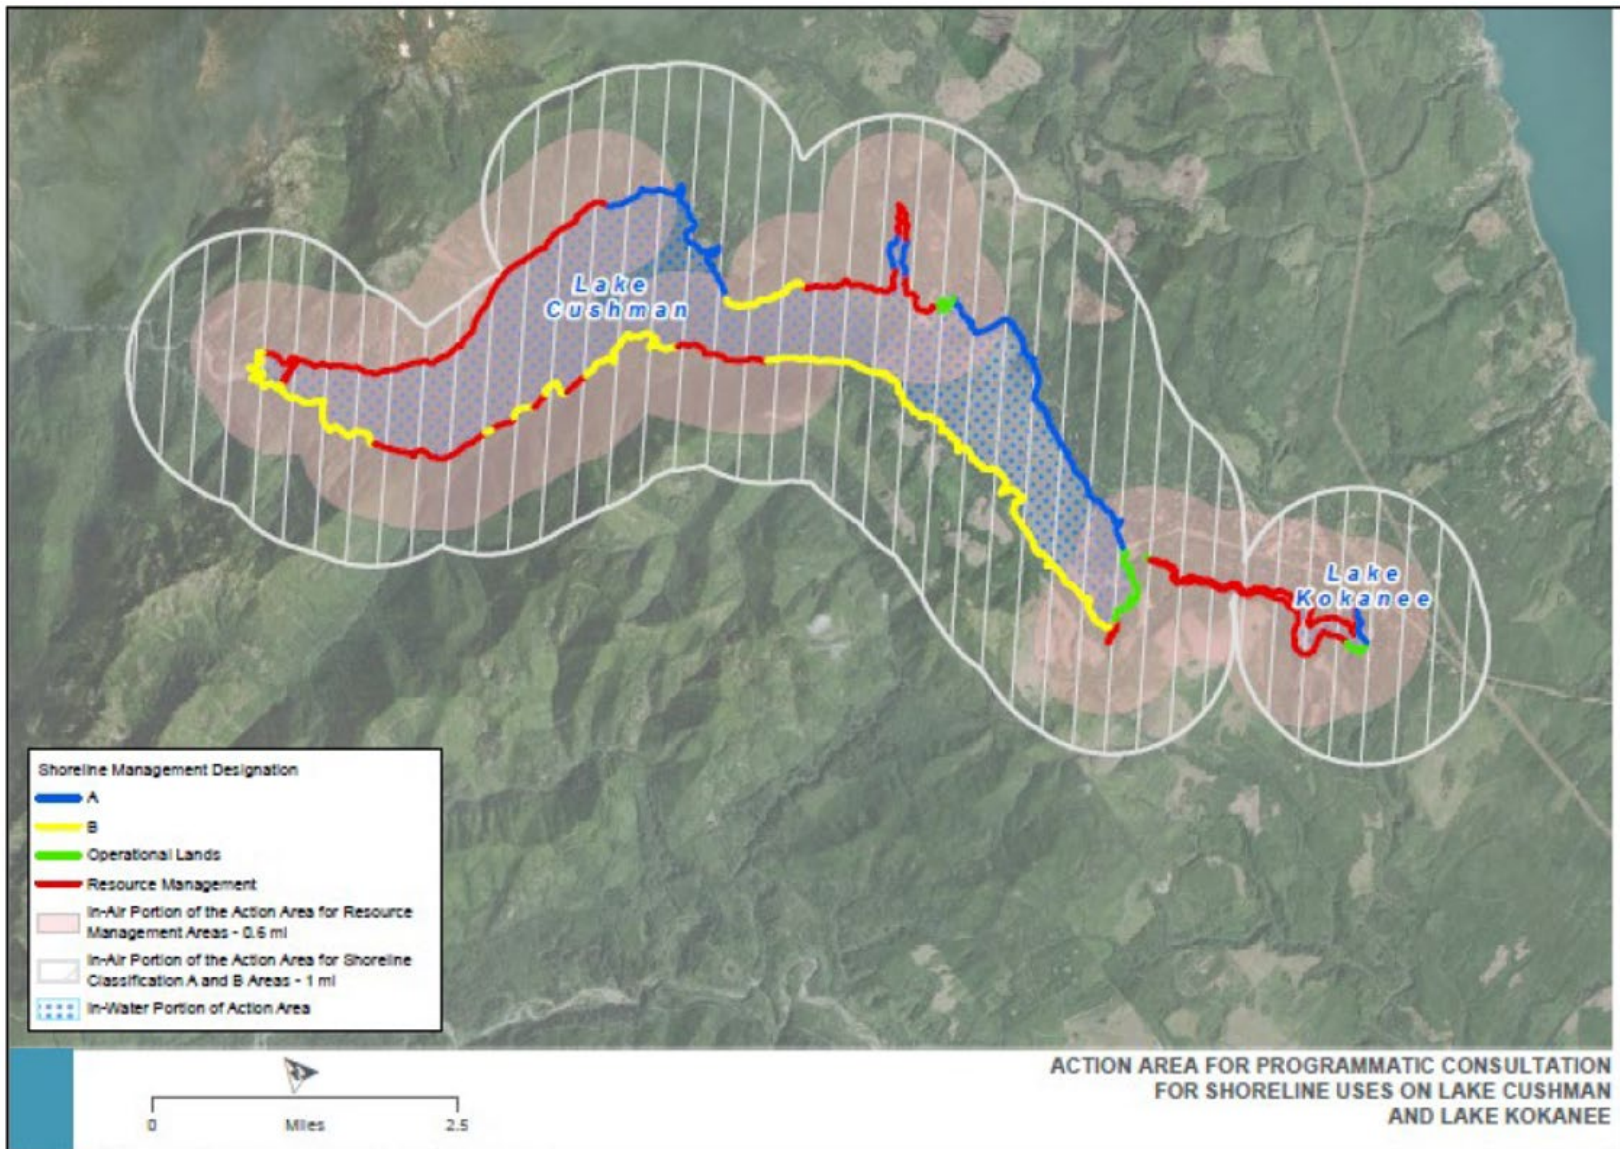 Lake
Cushman
Lake
Kokanee
Shoreline Management Designation
A
B
Operational Lands
Resource Management
In-Air Portion of the Action Area for Resource
Management Areas - 0.6 mi
In-Air Portion of the Action Area for Shoreline
Classification A and B Areas - 1 mi
In-Water Portion of Action Area
0
Miles
2.5
ACTION AREA FOR PROGRAMMATIC CONSULTATION
FOR SHORELINE USES ON LAKE CUSHMAN
AND LAKE KOKANEE